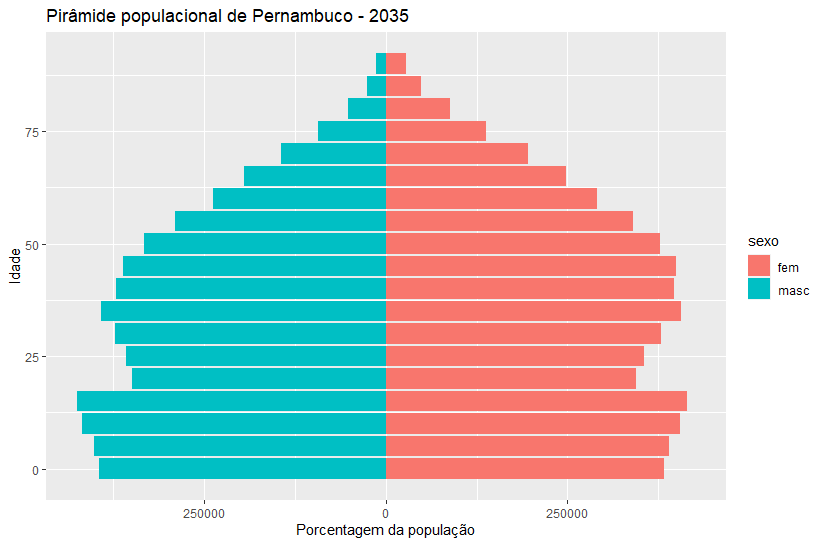 Pirâmide populacional de Pernambuco - 2035
75
50
25
0
Idade
250000 0 250000
Porcentagem da população
sexo
fem
masc